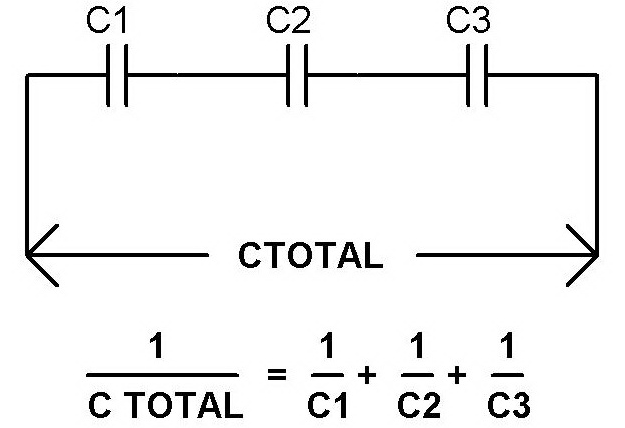 C1 C2 C3
CTOTAL
1 1 1 1
= + +
C TOTAL C1 C2 C3